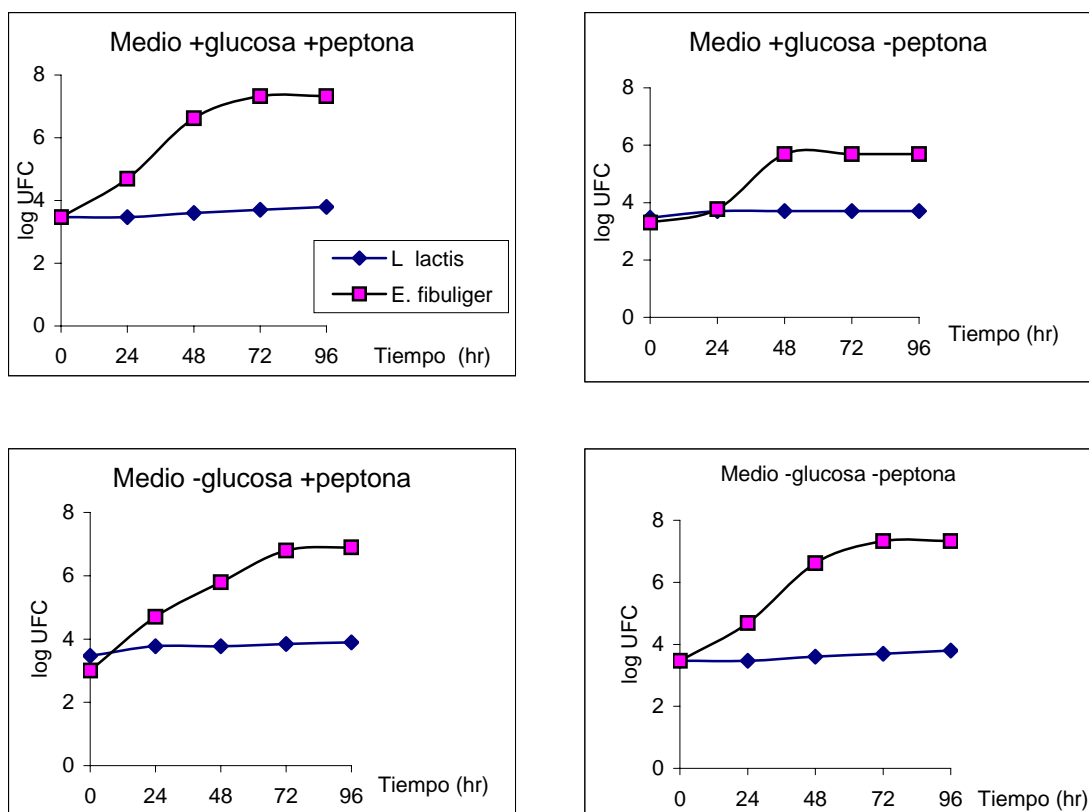 Medio +glucosa +peptona
8
6
4
2
0
log UFC
0 24 48 72 96 Tiempo (hr)
L lactis
E. fibuliger
Medio +glucosa -peptona
8
6
4
2
0
log UFC
0 24 48 72 96
Tiempo (hr)
Medio -glucosa +peptona
8
6
4
2
0
log UFC
0 24 48 72 96
Tiempo (hr)
Medio -glucosa -peptona
8
6
4
2
0
log UFC
0 24 48 72 96
Tiempo (hr)